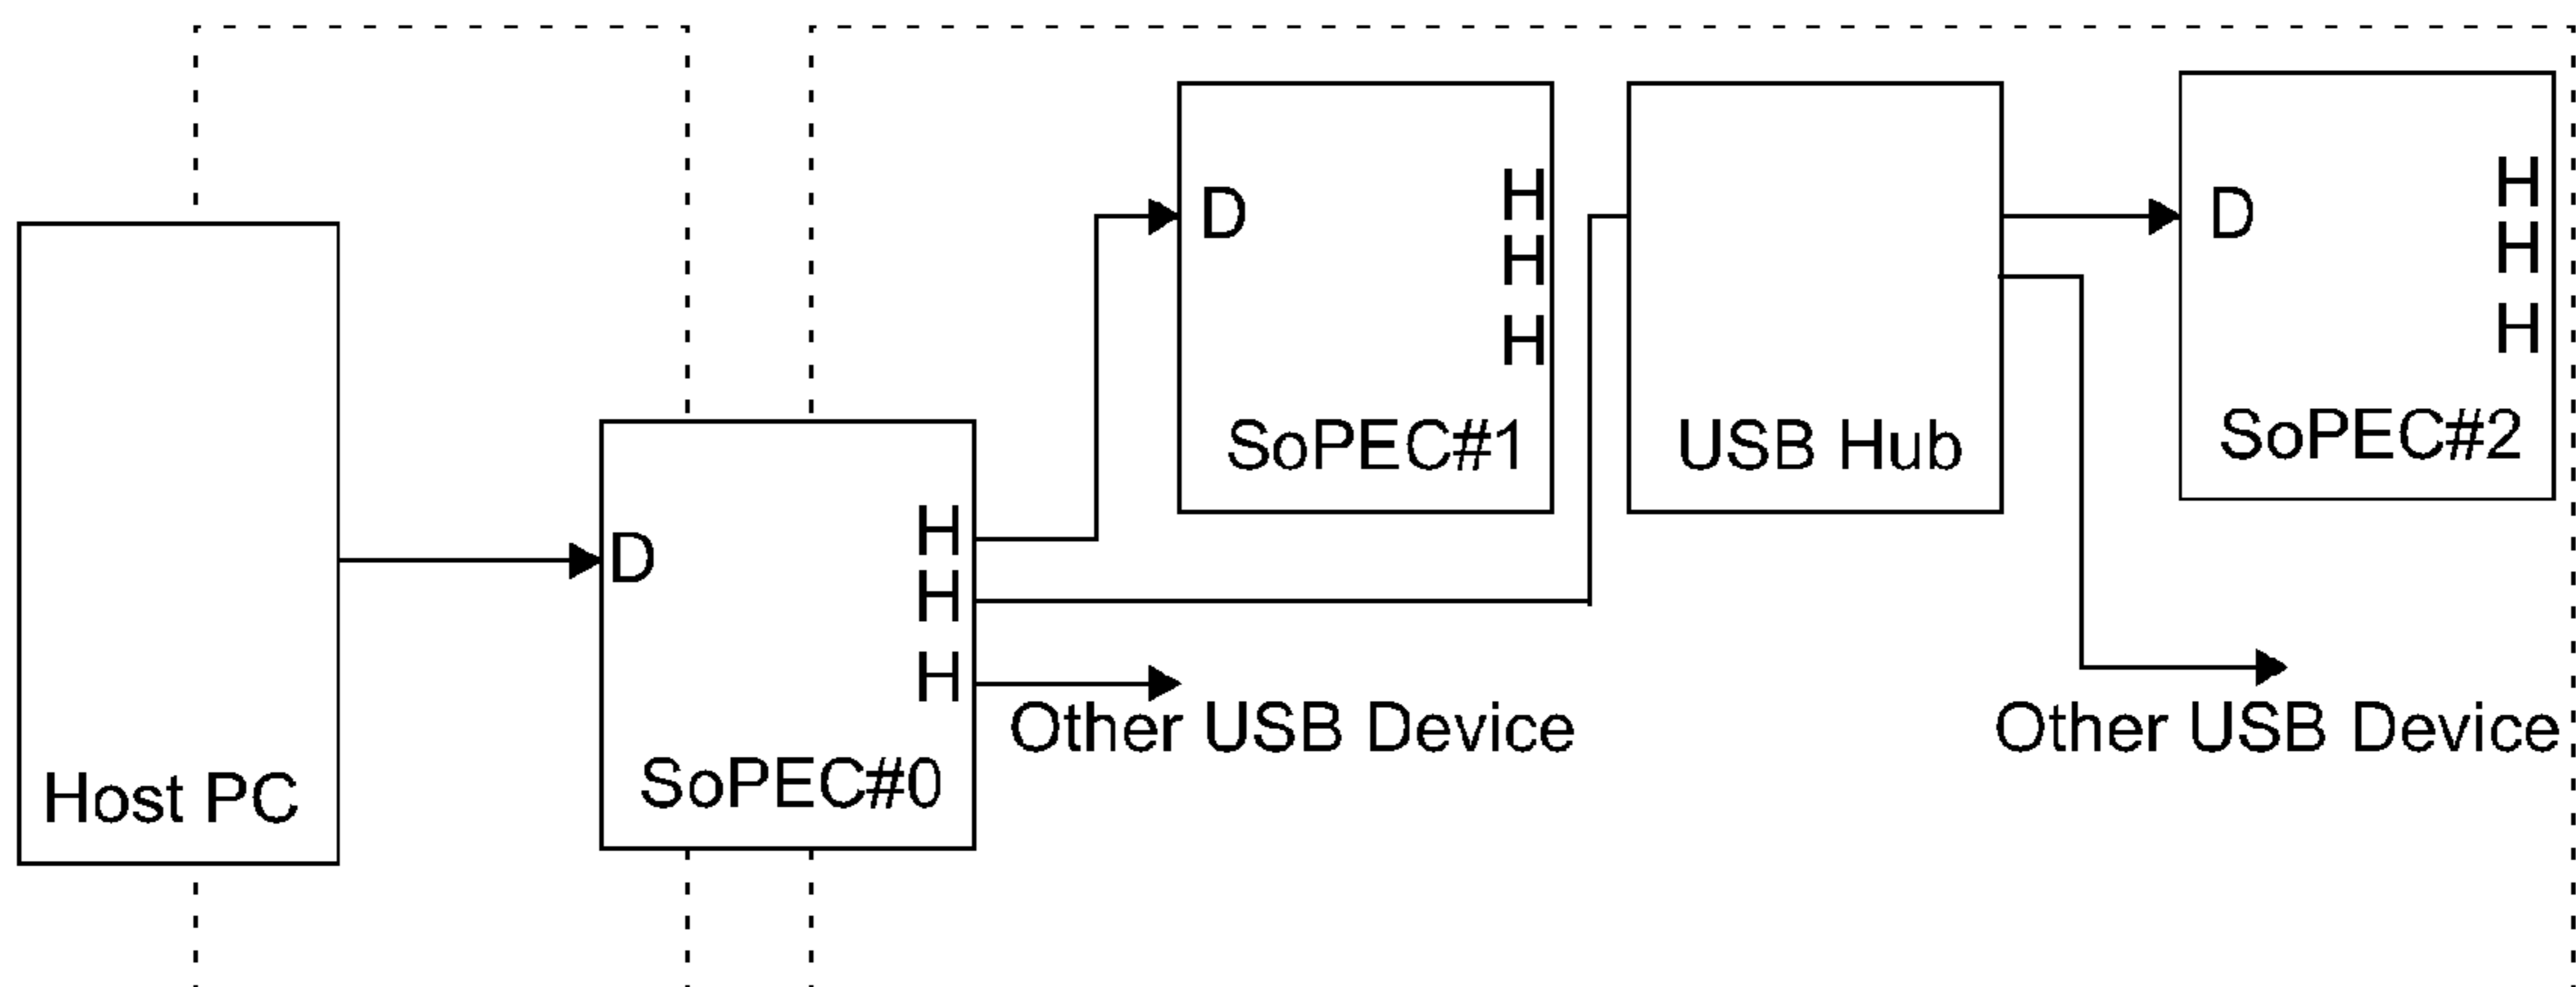 Host PC
D
H
H
H
SoPEC#0
D
H
H
H
SoPEC#1
USB Hub
D
H
H
H
SoPEC#2
Other USB Device
Other USB Device